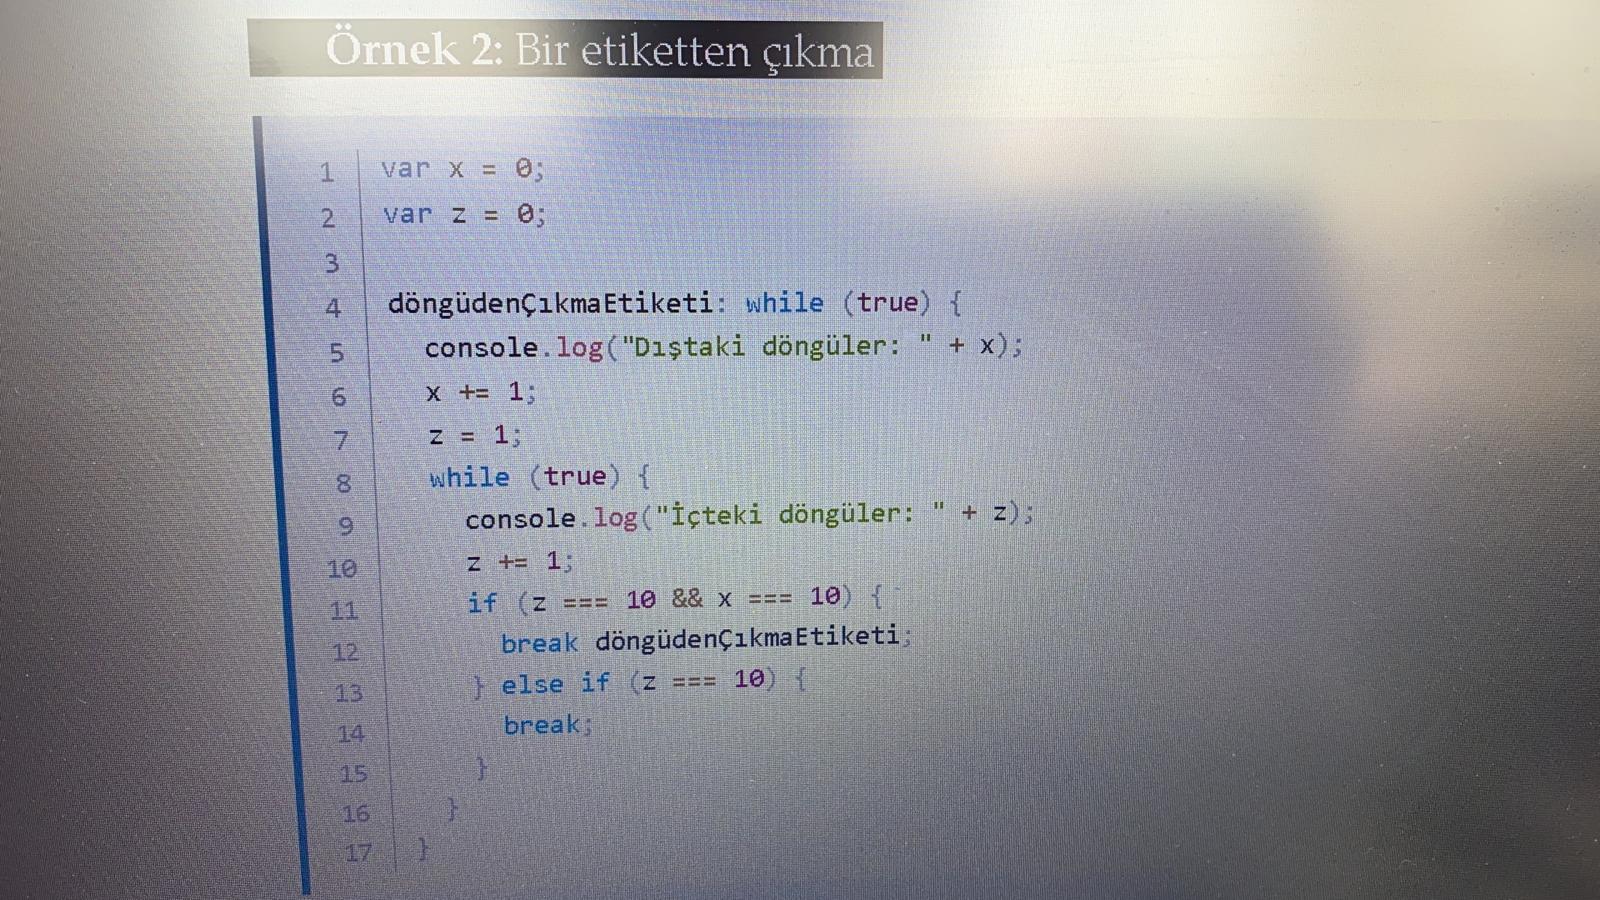 Örnek 2: Bir etiketten çıkma
1 var x = 0;
2 var z = 0;
3
4 döngüdenÇıkmaEtiketi: while (true) {
5 console.log("Dıştaki döngüler: " + x);
6 x += 1;
7 z = 1;
8 while (true) {
9 console.log("İçteki döngüler: " + z);
10 z += 1;
11 if (z === 10 && x === 10) {
12 break döngüdenÇıkmaEtiketi;
13 } else if (z === 10) {
14 break;
15 }
16 }
17 }